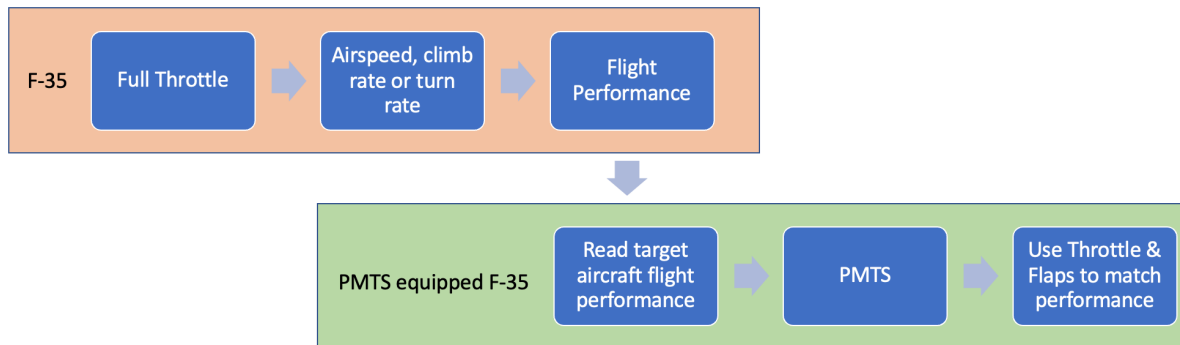 F-35
Full Throttle
Airspeed, climb
rate or turn
rate
Flight
Performance
PMTS equipped F-35
Read target
aircraft flight
performance
PMTS
Use Throttle &
Flaps to match
performance